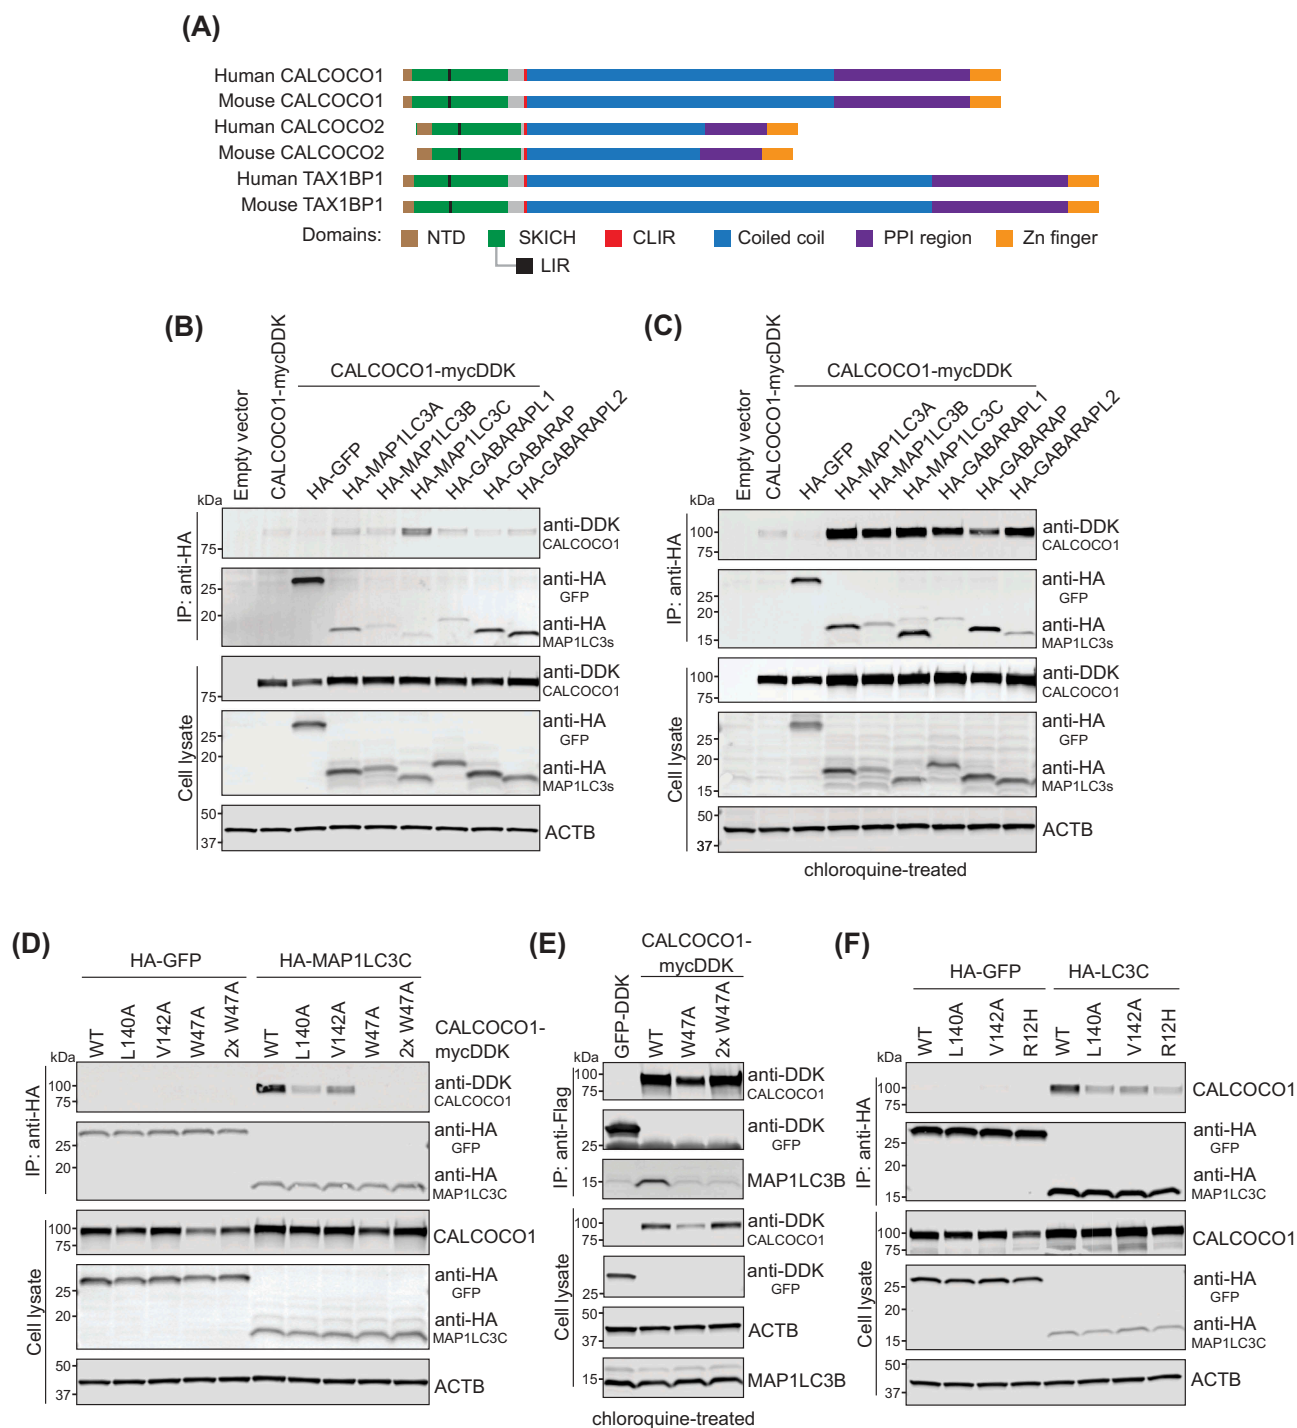 (A)
Human CALCOCO1
Mouse CALCOCO1
Human CALCOCO2
Mouse CALCOCO2
Human TAX1BP1
Mouse TAX1BP1
Domains: NTD SKICH CLIR Coiled coil PPI region Zn finger
LIR
(B)
CALCOCO1-mycDDK
Empty vector
CALCOCO1-mycDDK
HA-GFP
HA-MAP1LC3A
HA-MAP1LC3B
HA-MAP1LC3C
HA-GABARAPL1
HA-GABARAP
HA-GABARAPL2
kDa
IP: anti-HA
75
anti-DDK
CALCOCO1
25
20
anti-HA
GFP
anti-HA
MAP1LC3s
Cell lysate
75
anti-DDK
CALCOCO1
25
20
anti-HA
GFP
anti-HA
MAP1LC3s
50
37
ACTB
(C)
CALCOCO1-mycDDK
Empty vector
CALCOCO1-mycDDK
HA-GFP
HA-MAP1LC3A
HA-MAP1LC3B
HA-MAP1LC3C
HA-GABARAPL1
HA-GABARAP
HA-GABARAPL2
kDa
IP: anti-HA
100
75
anti-DDK
CALCOCO1
25
20
15
anti-HA
GFP
anti-HA
MAP1LC3s
Cell lysate
100
75
anti-DDK
CALCOCO1
25
20
15
anti-HA
GFP
anti-HA
MAP1LC3s
50
37
ACTB
chloroquine-treated
(D)
HA-GFP HA-MAP1LC3C
WT
L140A
V142A
W47A
2x W47A
WT
L140A
V142A
W47A
2x W47A
CALCOCO1-
mycDDK
kDa
IP: anti-HA
100
75
anti-DDK
CALCOCO1
25
20
anti-HA
GFP
anti-HA
MAP1LC3C
Cell lysate
100
75
CALCOCO1
25
20
anti-HA
GFP
anti-HA
MAP1LC3C
50
37
ACTB
(E)
CALCOCO1-
mycDDK
GFP-DDK
WT
W47A
2x W47A
kDa
IP: anti-Flag
100
75
anti-DDK
CALCOCO1
25
anti-DDK
GFP
15
MAP1LC3B
Cell lysate
100
75
anti-DDK
CALCOCO1
25
anti-DDK
GFP
50
37
ACTB
15
MAP1LC3B
chloroquine-treated
(F)
HA-GFP HA-LC3C
WT
L140A
V142A
R12H
WT
L140A
V142A
R12H
kDa
IP: anti-HA
100
75
CALCOCO1
25
20
15
anti-HA
GFP
anti-HA
MAP1LC3C
Cell lysate
100
75
CALCOCO1
25
20
15
anti-HA
GFP
anti-HA
MAP1LC3C
50
37
ACTB